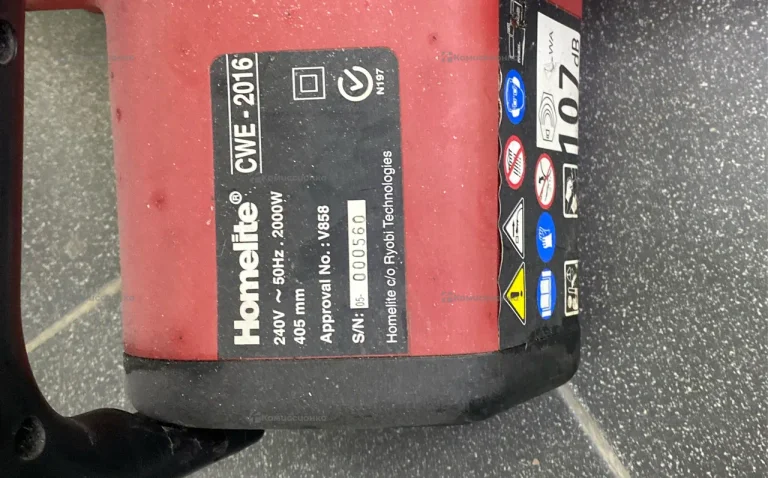 Homelite® CWE - 2016
240V ~ 50Hz . 2000W
405 mm
N197
Approval No. : V858
S/N: 05- 000560
Homelite c/o Ryobi Technologies
WA
107 dB